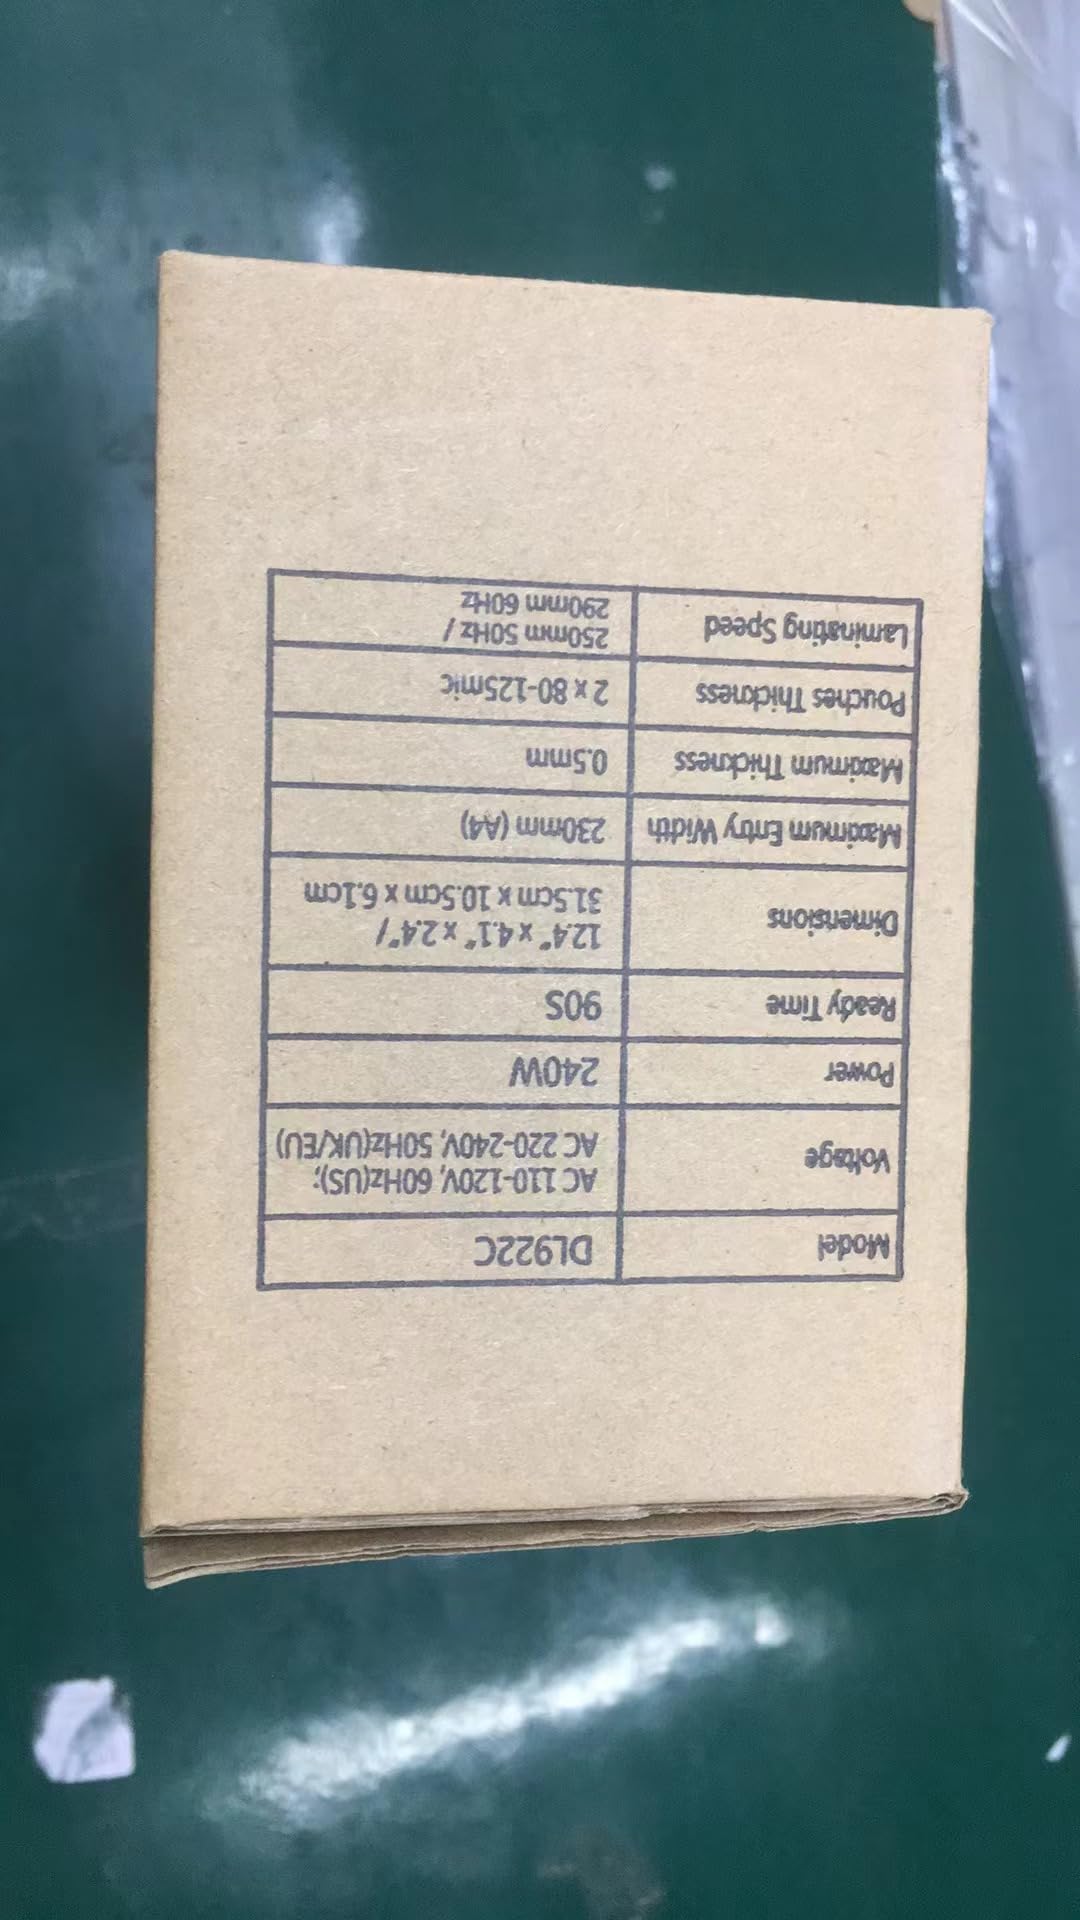 Model DL922C
Voltage AC 110-120V, 60Hz(US);
AC 220-240V, 50Hz(UK/EU)
Power 240W
Ready Time 90S
Dimensions 12.4" x 4.1" x 2.4" /
31.5cm x 10.5cm x 6.1cm
Maximum Entry Width 230mm (A4)
Maximum Thickness 0.5mm
Pouches Thickness 2 x 80-125mic
Laminating Speed 250mm 50Hz /
290mm 60Hz